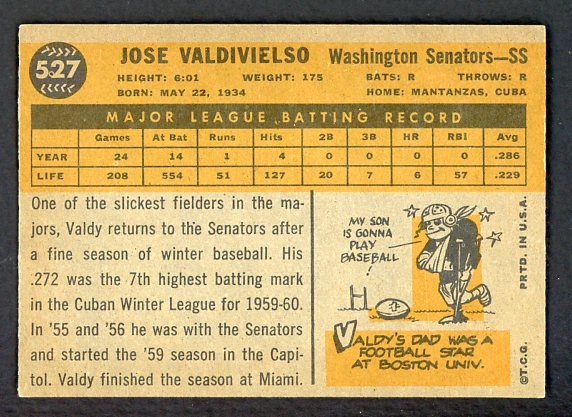 527
JOSE VALDIVIELSO Washington Senators—SS
HEIGHT: 6:01 WEIGHT: 175 BATS: R THROWS: R
BORN: MAY 22, 1934 HOME: MANTANZAS, CUBA
MAJOR LEAGUE BATTING RECORD
Games At Bat Runs Hits 2B 3B HR RBI Avg
YEAR 24 14 1 4 0 0 0 0 .286
LIFE 208 554 51 127 20 7 6 57 .229
One of the slickest fielders in the ma-
jors, Valdy returns to the Senators after
a fine season of winter baseball. His
.272 was the 7th highest batting mark
in the Cuban Winter League for 1959-60.
In '55 and '56 he was with the Senators
and started the '59 season in the Capi-
tol. Valdy finished the season at Miami.
MY SON
IS GONNA
PLAY
BASEBALL!
VALDY'S DAD WAS A
FOOTBALL STAR
AT BOSTON UNIV.
©T.C.G. PRTD. IN U.S.A.